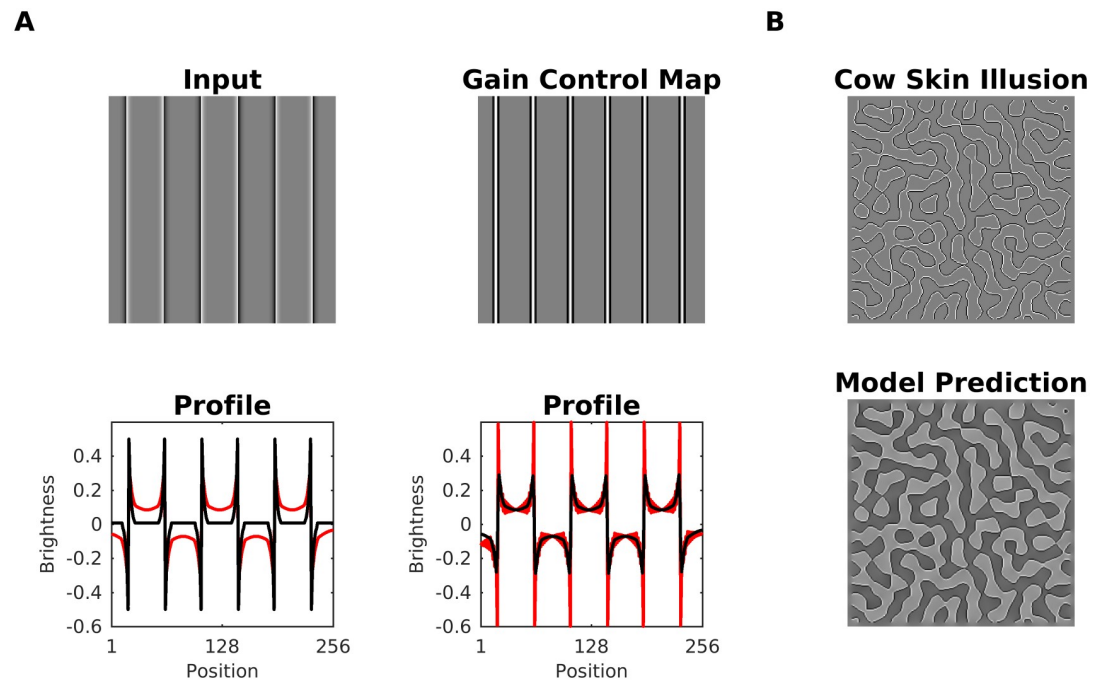 A
B
Input
Gain Control Map
Cow Skin Illusion
Profile
Profile
Model Prediction
Brightness
0.4
0.2
0
-0.2
-0.4
-0.6
1
128
256
Position
Brightness
0.4
0.2
0
-0.2
-0.4
-0.6
1
128
256
Position